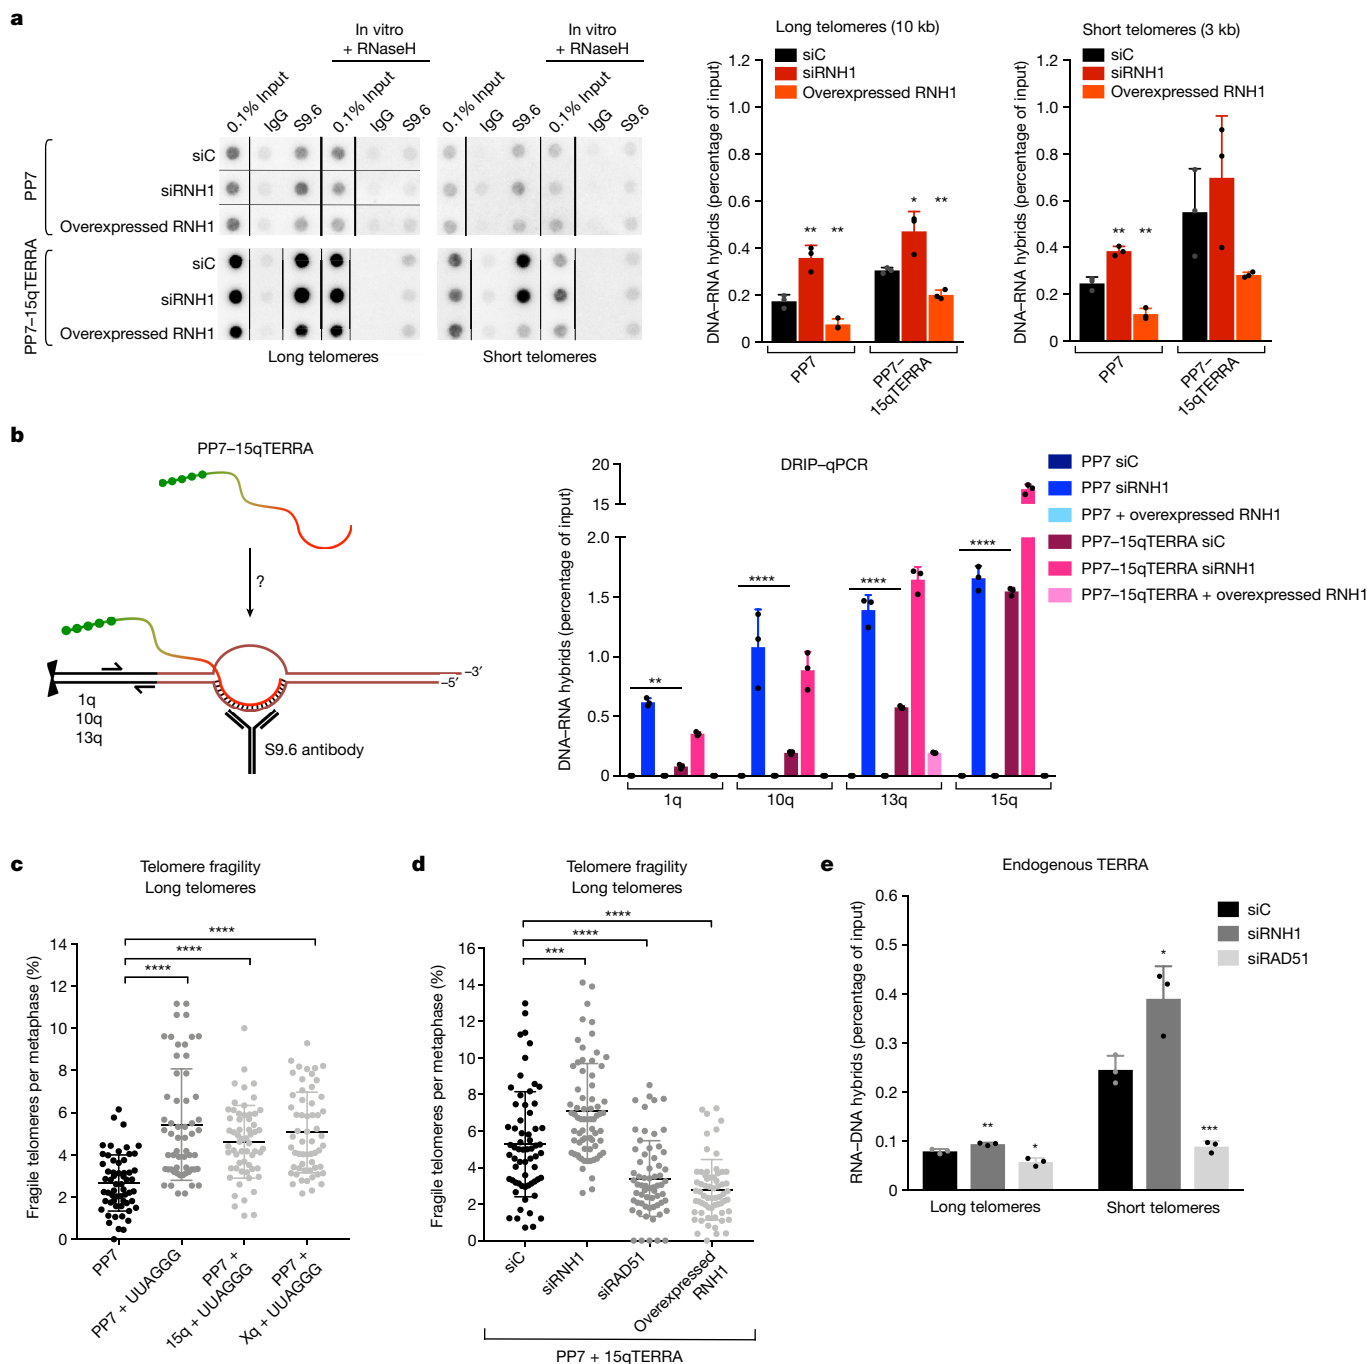 a
In vitro
+ RNaseH
In vitro
+ RNaseH
0.1% Input
IgG
S9.6
0.1% Input
IgG
S9.6
0.1% Input
IgG
S9.6
0.1% Input
IgG
S9.6
PP7
siC
siRNH1
Overexpressed RNH1
PP7–15qTERRA
siC
siRNH1
Overexpressed RNH1
Long telomeres
Short telomeres
Long telomeres (10 kb)
siC
siRNH1
Overexpressed RNH1
DNA–RNA hybrids (percentage of input)
1.2
1.0
0.8
0.6
0.4
0.2
0
** ** * **
PP7
PP7–
15qTERRA
Short telomeres (3 kb)
siC
siRNH1
Overexpressed RNH1
DNA–RNA hybrids (percentage of input)
1.2
1.0
0.8
0.6
0.4
0.2
0
** **
PP7
PP7–
15qTERRA
b
PP7–15qTERRA
?
–3′
–5′
1q
10q
13q
S9.6 antibody
DRIP–qPCR
DNA–RNA hybrids (percentage of input)
20
15
2.0
1.5
1.0
0.5
0
** **** **** ****
1q
10q
13q
15q
PP7 siC
PP7 siRNH1
PP7 + overexpressed RNH1
PP7–15qTERRA siC
PP7–15qTERRA siRNH1
PP7–15qTERRA + overexpressed RNH1
c
Telomere fragility
Long telomeres
Fragile telomeres per metaphase (%)
14
12
10
8
6
4
2
0
****
****
****
PP7
PP7 + UUAGGG
PP7 +
15q + UUAGGG
PP7 +
Xq + UUAGGG
d
Telomere fragility
Long telomeres
Fragile telomeres per metaphase (%)
16
14
12
10
8
6
4
2
0
****
****
***
siC
siRNH1
siRAD51
Overexpressed
RNH1
PP7 + 15qTERRA
e
Endogenous TERRA
RNA–DNA hybrids (percentage of input)
0.6
0.5
0.4
0.3
0.2
0.1
0
siC
siRNH1
siRAD51
** * * ***
Long telomeres
Short telomeres